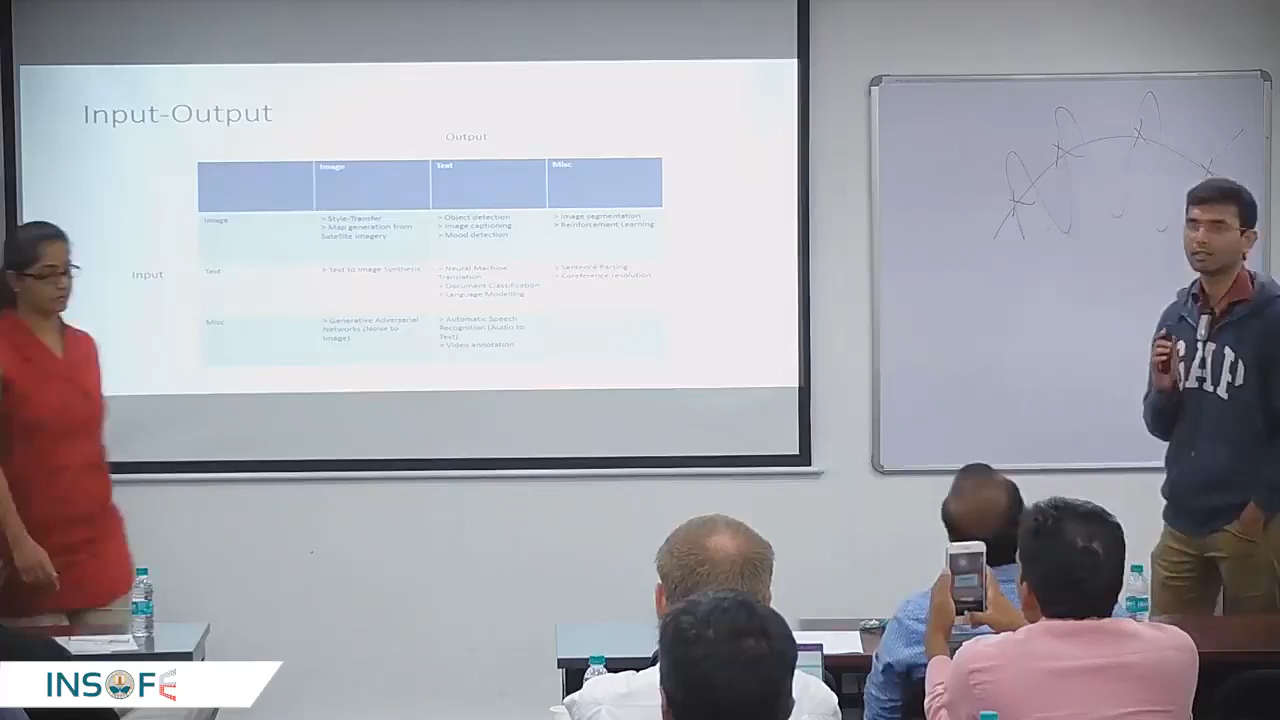 Input-Output
Output
Image
Text
Misc
Image
> Style-Transfer
> Map generation from
Satellite imagery
> Object detection
> Image captioning
> Mood detection
> Image segmentation
> Reinforcement Learning
Input
Text
> Text to Image Synthesis
> Neural Machine
Translation
> Document Classification
> Language Modelling
> Sentence Parsing
> Coreference resolution
Misc
> Generative Adversarial
Networks (Noise to
Image)
> Automatic Speech
Recognition (Audio to
Text)
> Video annotation
GAP
INSOFE